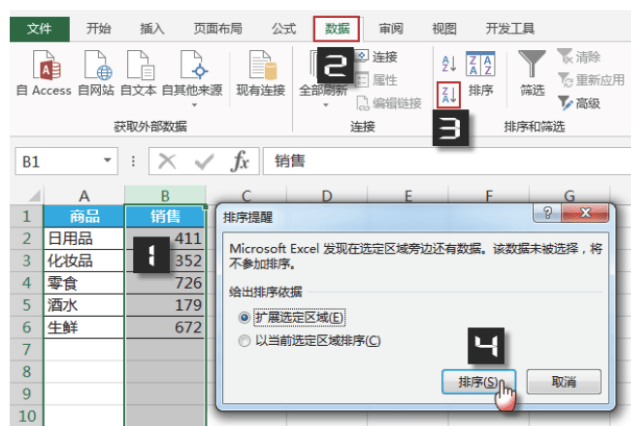 文件 开始 插入 页面布局 公式 数据 审阅 视图 开发工具
自 Access 自网站 自文本 自其他来源 现有连接 全部刷新 连接 属性 编辑链接 排序 筛选 清除 重新应用 高级
获取外部数据 连接 排序和筛选
2
3
B1 fx 销售
A B C D E F G
1 商品 销售
2 日用品 411
3 化妆品 352
4 零食 726
5 酒水 179
6 生鲜 672
7
8
9
10
1
排序提醒
Microsoft Excel 发现在选定区域旁边还有数据。该数据未被选择，将
不参加排序。
给出排序依据
扩展选定区域(E)
以当前选定区域排序(C)
4
排序(S) 取消